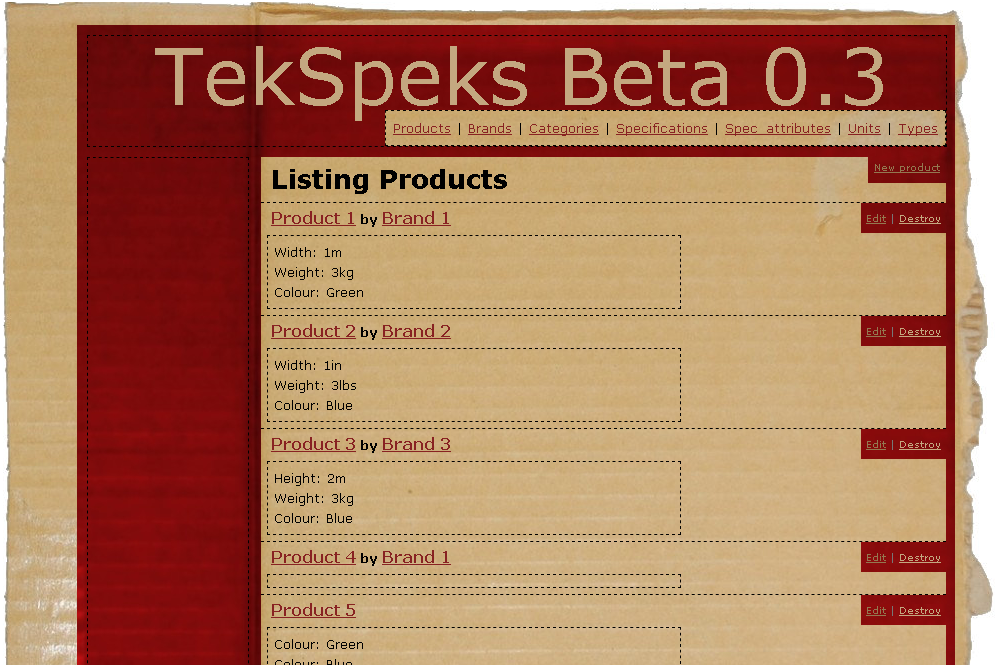 TekSpeks Beta 0.3
Products | Brands | Categories | Specifications | Spec_attributes | Units | Types
New product
Listing Products
Product 1 by Brand 1
Edit | Destroy
Width: 1m
Weight: 3kg
Colour: Green
Product 2 by Brand 2
Edit | Destroy
Width: 1in
Weight: 3lbs
Colour: Blue
Product 3 by Brand 3
Edit | Destroy
Height: 2m
Weight: 3kg
Colour: Blue
Product 4 by Brand 1
Edit | Destroy
Product 5
Edit | Destroy
Colour: Green
Colour: Blue